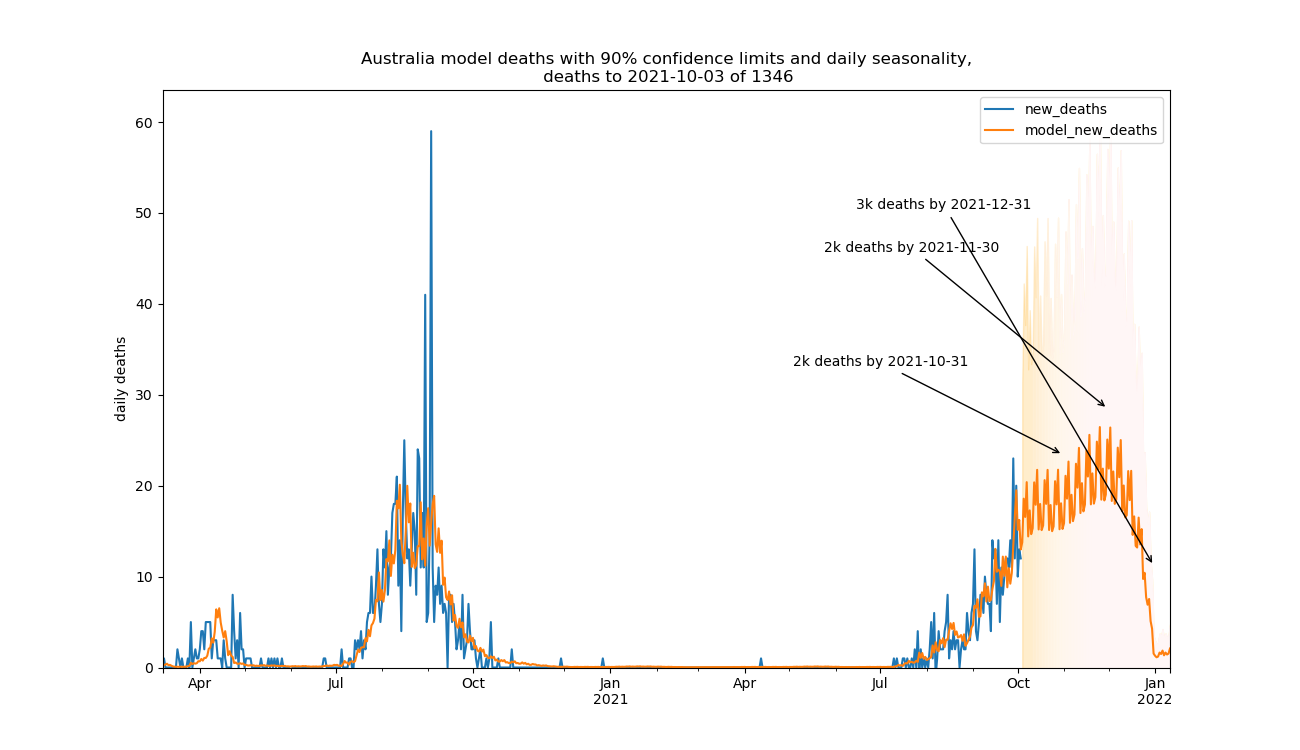 Australia model deaths with 90% confidence limits and daily seasonality,
deaths to 2021-10-03 of 1346
new_deaths
model_new_deaths
60
50
40
30
20
10
0
daily deaths
3k deaths by 2021-12-31
2k deaths by 2021-11-30
2k deaths by 2021-10-31
Apr Jul Oct Jan Apr Jul Oct Jan
2021 2022